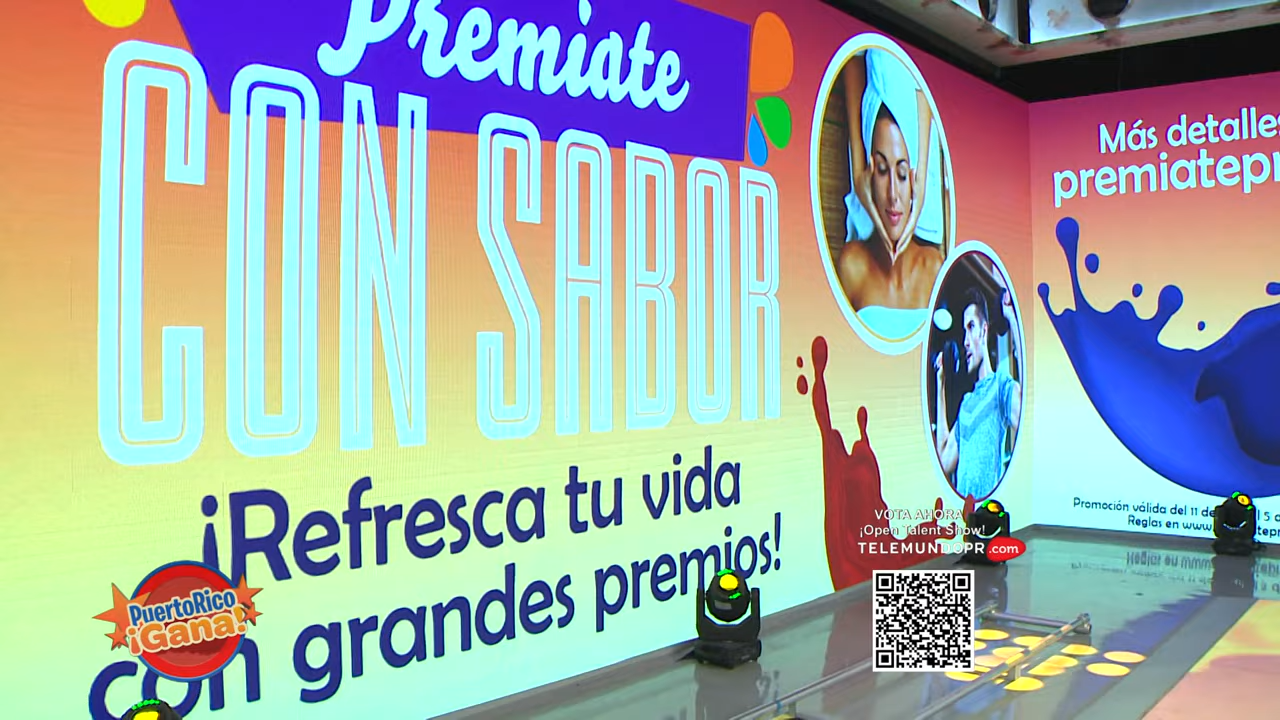 Premiate
CON SABOR
¡Refresca tu vida
con grandes premios!
Más detalles
premiatepr
Promoción válida del 11 de
Reglas en www.
VOTA AHORA
¡Open Talent Show!
TELEMUNDOPR.com
PuertoRico
¡Gana!